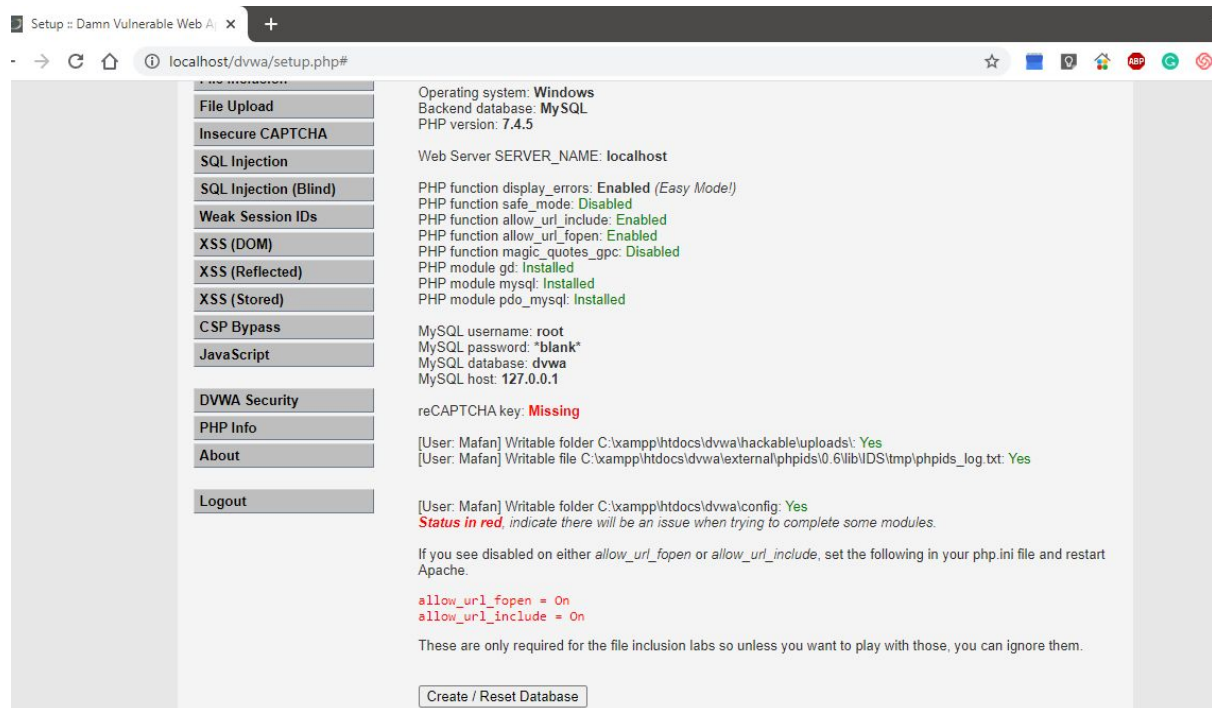 Setup :: Damn Vulnerable Web A
localhost/dvwa/setup.php#
ABP
File Inclusion
File Upload
Insecure CAPTCHA
SQL Injection
SQL Injection (Blind)
Weak Session IDs
XSS (DOM)
XSS (Reflected)
XSS (Stored)
CSP Bypass
JavaScript
DVWA Security
PHP Info
About
Logout
Operating system: Windows
Backend database: MySQL
PHP version: 7.4.5
Web Server SERVER_NAME: localhost
PHP function display_errors: Enabled (Easy Mode!)
PHP function safe_mode: Disabled
PHP function allow_url_include: Enabled
PHP function allow_url_fopen: Enabled
PHP function magic_quotes_gpc: Disabled
PHP module gd: Installed
PHP module mysql: Installed
PHP module pdo_mysql: Installed
MySQL username: root
MySQL password: *blank*
MySQL database: dvwa
MySQL host: 127.0.0.1
reCAPTCHA key: Missing
[User: Mafan] Writable folder C:\xampp\htdocs\dvwa\hackable\uploads\: Yes
[User: Mafan] Writable file C:\xampp\htdocs\dvwa\external\phpids\0.6\lib\IDS\tmp\phpids_log.txt: Yes
[User: Mafan] Writable folder C:\xampp\htdocs\dvwa\config: Yes
Status in red, indicate there will be an issue when trying to complete some modules.
If you see disabled on either allow_url_fopen or allow_url_include, set the following in your php.ini file and restart
Apache.
allow_url_fopen = On
allow_url_include = On
These are only required for the file inclusion labs so unless you want to play with those, you can ignore them.
Create / Reset Database